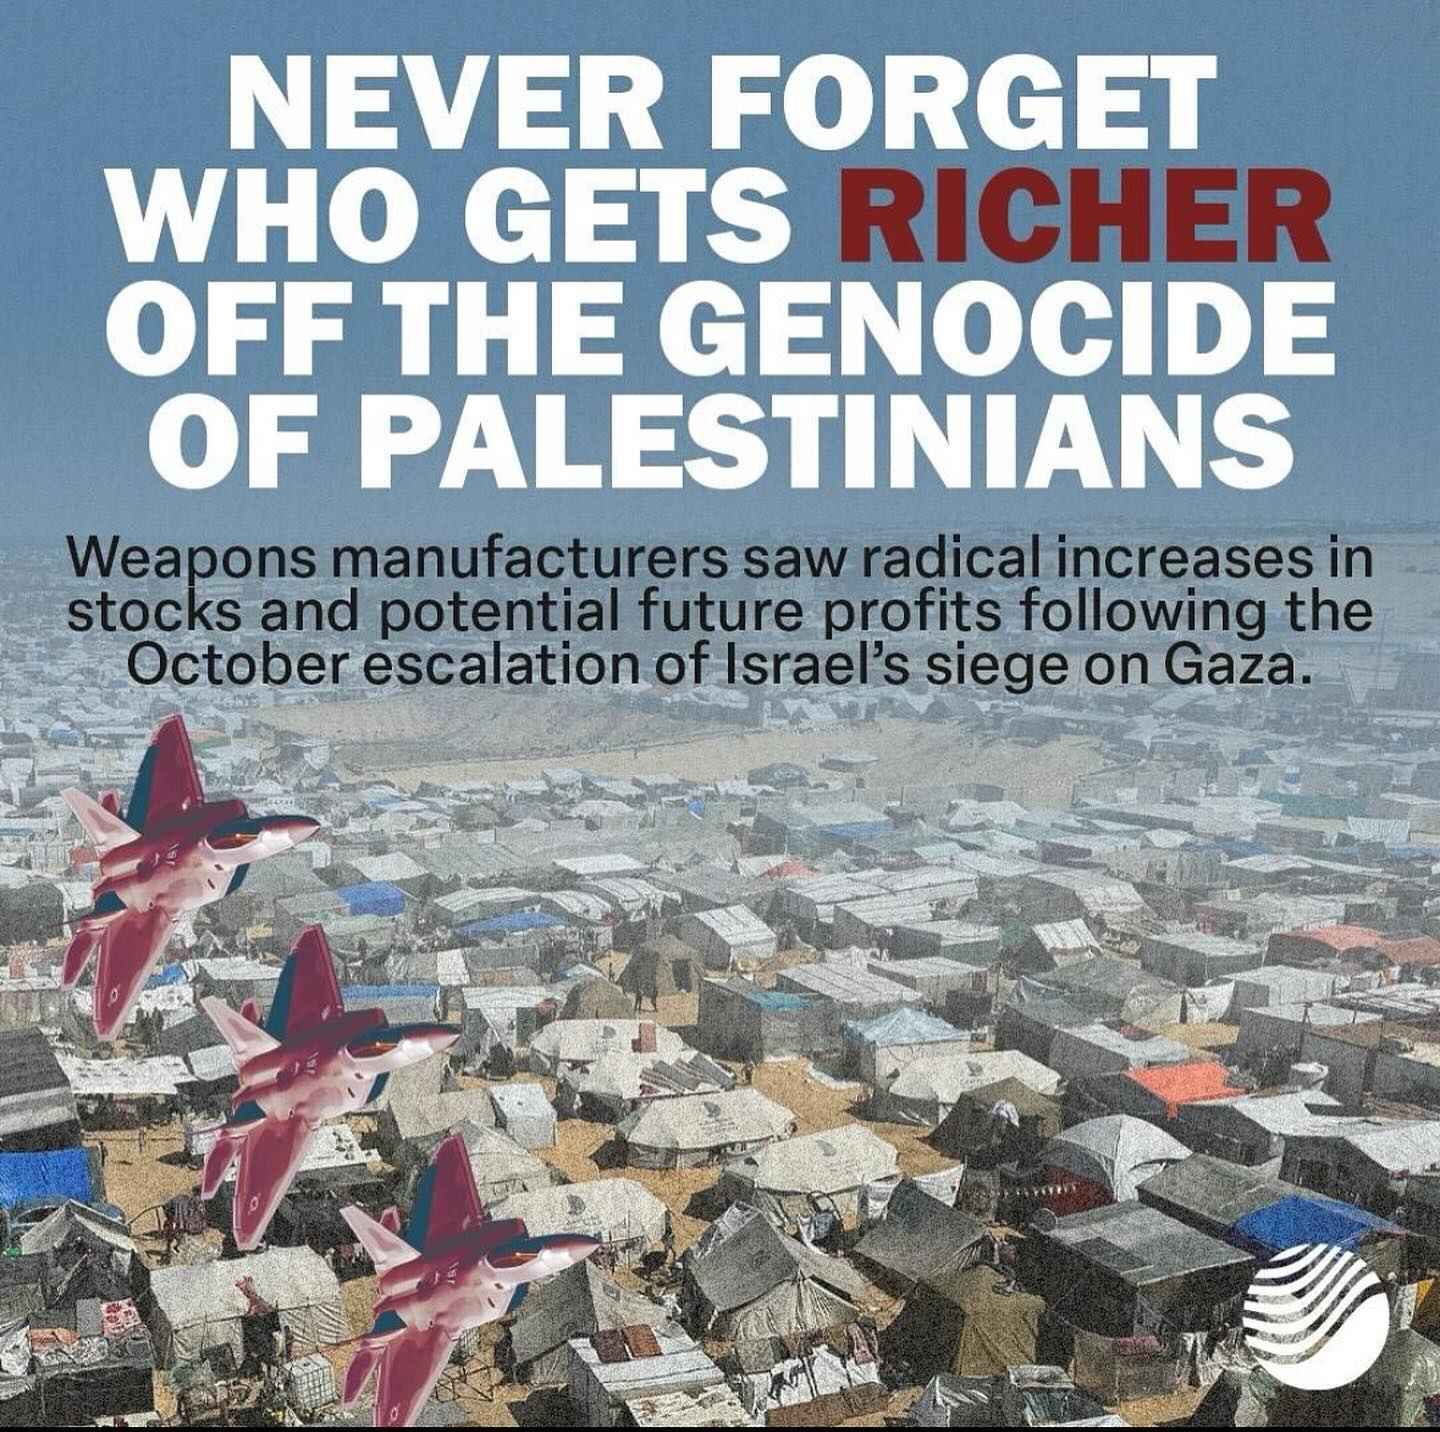 NEVER FORGET
WHO GETS RICHER
OFF THE GENOCIDE
OF PALESTINIANS
Weapons manufacturers saw radical increases in
stocks and potential future profits following the
October escalation of Israel's siege on Gaza.